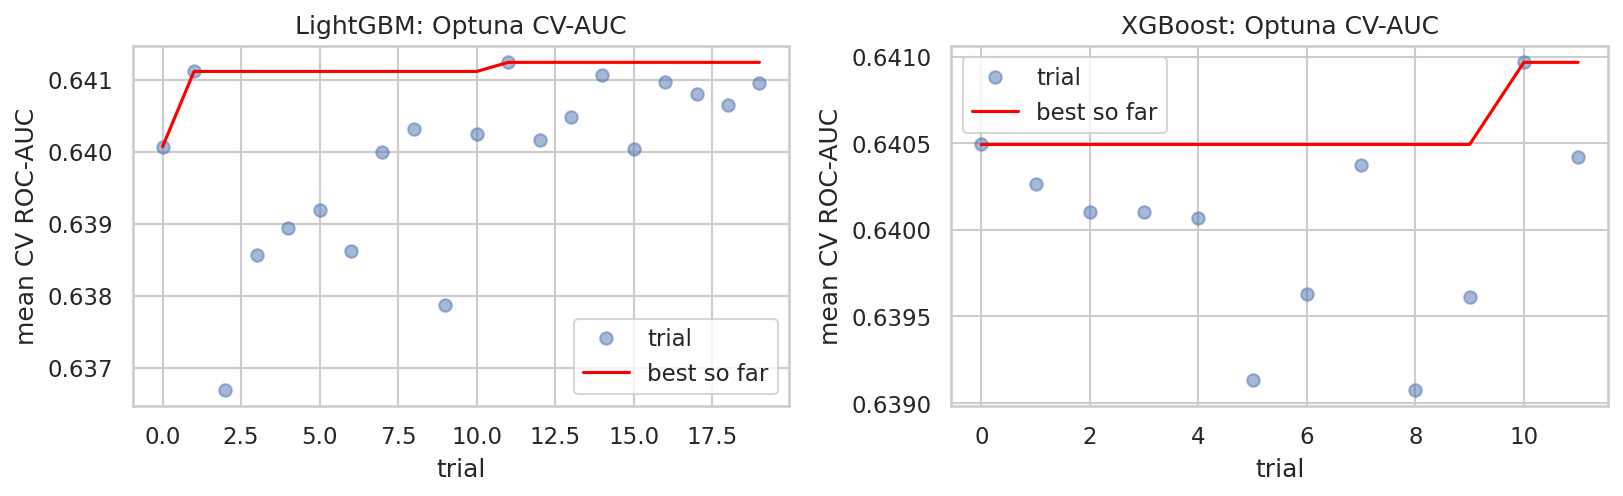 LightGBM: Optuna CV-AUC
mean CV ROC-AUC
0.641
0.640
0.639
0.638
0.637
trial
best so far
0.0 2.5 5.0 7.5 10.0 12.5 15.0 17.5
trial
XGBoost: Optuna CV-AUC
mean CV ROC-AUC
0.6410
0.6405
0.6400
0.6395
0.6390
trial
best so far
0 2 4 6 8 10
trial